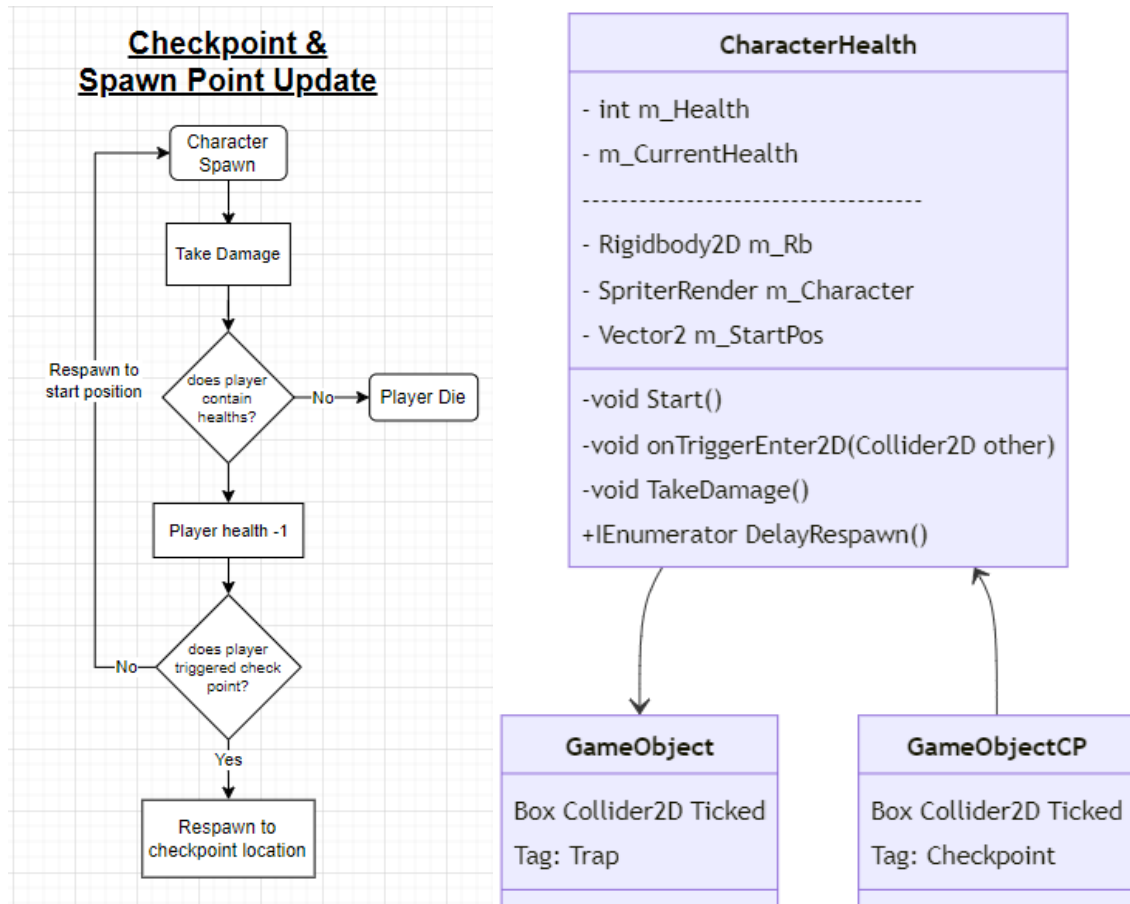 Checkpoint &
Spawn Point Update
Character
Spawn
Take Damage
Respawn to
start position
does player
contain
healths?
No
Player Die
Player health -1
does player
triggered check
point?
No
Yes
Respawn to
checkpoint location
CharacterHealth
- int m_Health
- m_CurrentHealth
-----------------------------------
- Rigidbody2D m_Rb
- SpriterRender m_Character
- Vector2 m_StartPos
-void Start()
-void onTriggerEnter2D(Collider2D other)
-void TakeDamage()
+IEnumerator DelayRespawn()
GameObject
Box Collider2D Ticked
Tag: Trap
GameObjectCP
Box Collider2D Ticked
Tag: Checkpoint